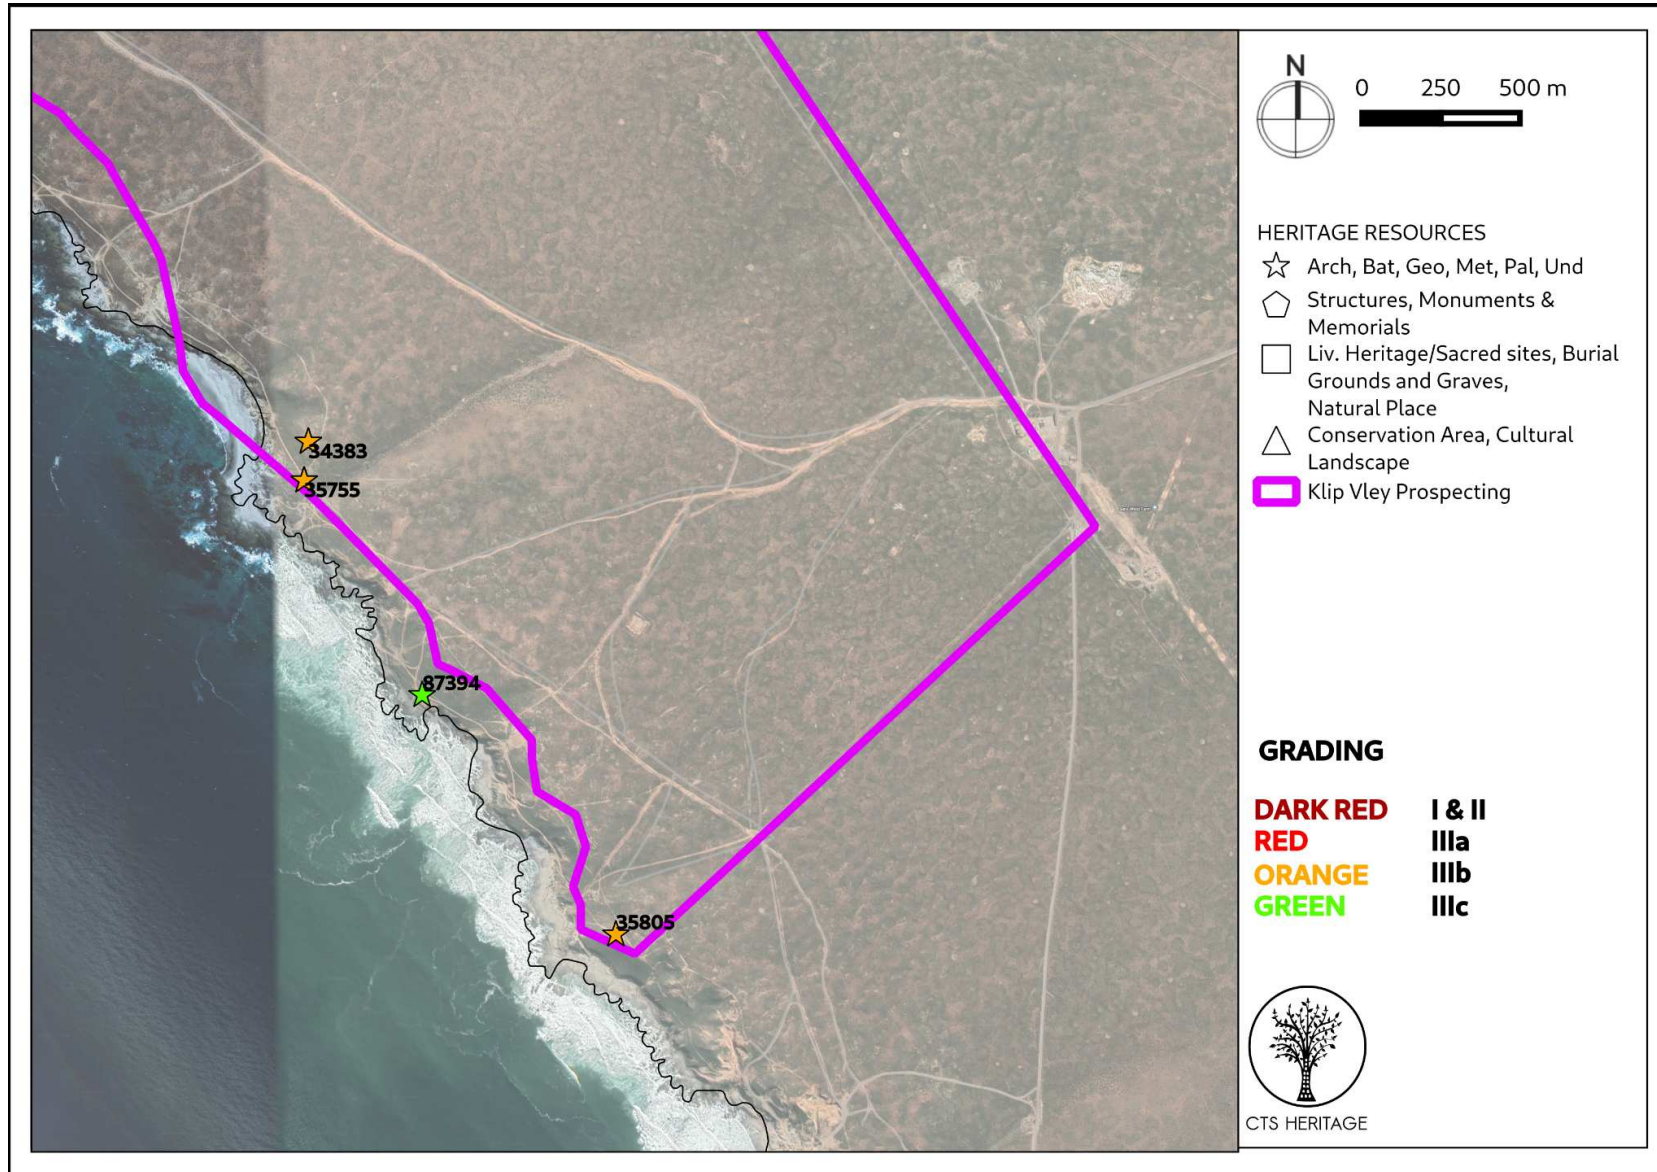 N
0 250 500 m
HERITAGE RESOURCES
Arch, Bat, Geo, Met, Pal, Und
Structures, Monuments &
Memorials
Liv. Heritage/Sacred sites, Burial
Grounds and Graves,
Natural Place
Conservation Area, Cultural
Landscape
Klip Vley Prospecting
34383
35755
87394
35805
GRADING
DARK RED I & II
RED IIIa
ORANGE IIIb
GREEN IIIc
CTS HERITAGE